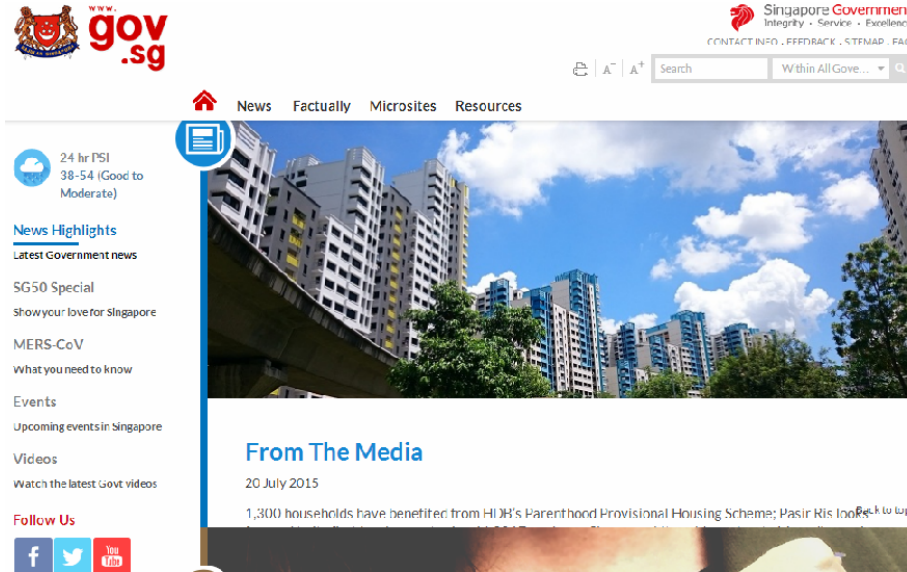 www.
gov
.sg
Singapore Governmen
Integrity · Service · Excellenc
CONTACT INFO . FEEDBACK . SITEMAP . FAQ
A- A+ Search Within All Gove...
News Factually Microsites Resources
24 hr PSI
38-54 (Good to
Moderate)
News Highlights
Latest Government news
SG50 Special
Show your love for Singapore
MERS-CoV
What you need to know
Events
Upcoming events in Singapore
Videos
Watch the latest Govt videos
Follow Us
f
You
Tube
From The Media
20 July 2015
1,300 households have benefited from HDB's Parenthood Provisional Housing Scheme; Pasir Ris looks
Back to top